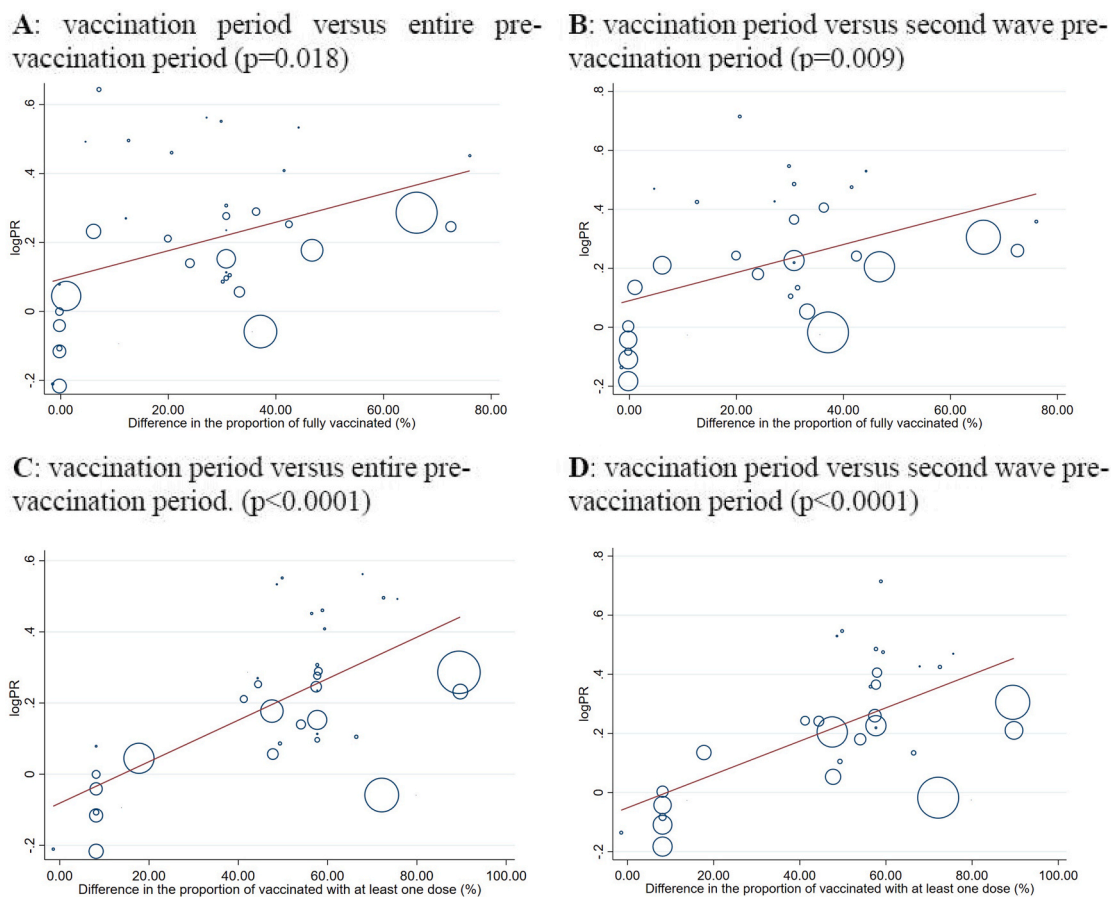 A: vaccination period versus entire pre-
vaccination period (p=0.018)
.6
.4
.2
0
-.2
logPR
0.00 20.00 40.00 60.00 80.00
Difference in the proportion of fully vaccinated (%)
B: vaccination period versus second wave pre-
vaccination period (p=0.009)
.8
.6
.4
.2
0
-.2
logPR
0.00 20.00 40.00 60.00 80.00
Difference in the proportion of fully vaccinated (%)
C: vaccination period versus entire pre-
vaccination period. (p<0.0001)
.6
.4
.2
0
-.2
logPR
0.00 20.00 40.00 60.00 80.00 100.00
Difference in the proportion of vaccinated with at least one dose (%)
D: vaccination period versus second wave pre-
vaccination period (p<0.0001)
.8
.6
.4
.2
0
-.2
logPR
0.00 20.00 40.00 60.00 80.00 100.00
Difference in the proportion of vaccinated with at least one dose (%)